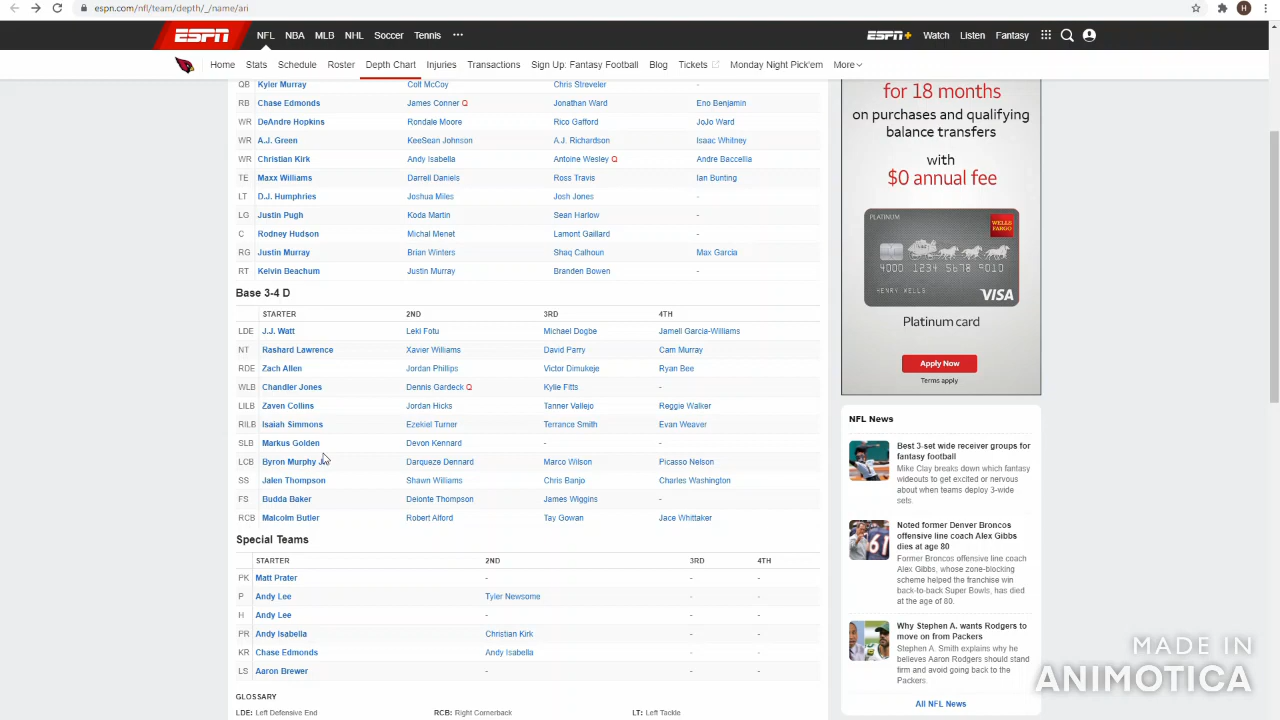 espn.com/nfl/team/depth/_/name/ari
H
ESPN NFL NBA MLB NHL Soccer Tennis ••• ESPN+ Watch Listen Fantasy
Home Stats Schedule Roster Depth Chart Injuries Transactions Sign Up: Fantasy Football Blog Tickets Monday Night Pick'em More
QB Kyler Murray Colt McCoy Chris Streveler -
RB Chase Edmonds James Conner Q Jonathan Ward Eno Benjamin
WR DeAndre Hopkins Rondale Moore Rico Gafford JoJo Ward
WR A.J. Green KeeSean Johnson A.J. Richardson Isaac Whitney
WR Christian Kirk Andy Isabella Antoine Wesley Q Andre Baccellia
TE Maxx Williams Darrell Daniels Ross Travis Ian Bunting
LT D.J. Humphries Joshua Miles Josh Jones -
LG Justin Pugh Koda Martin Sean Harlow -
C Rodney Hudson Michal Menet Lamont Gaillard -
RG Justin Murray Brian Winters Shaq Calhoun Max Garcia
RT Kelvin Beachum Justin Murray Branden Bowen -
Base 3-4 D
STARTER 2ND 3RD 4TH
LDE J.J. Watt Leki Fotu Michael Dogbe Jamell Garcia-Williams
NT Rashard Lawrence Xavier Williams David Parry Cam Murray
RDE Zach Allen Jordan Phillips Victor Dimukeje Ryan Bee
WLB Chandler Jones Dennis Gardeck Q Kylie Fitts -
LILB Zaven Collins Jordan Hicks Tanner Vallejo Reggie Walker
RILB Isaiah Simmons Ezekiel Turner Terrance Smith Evan Weaver
SLB Markus Golden Devon Kennard - -
LCB Byron Murphy Jr. Darqueze Dennard Marco Wilson Picasso Nelson
SS Jalen Thompson Shawn Williams Chris Banjo Charles Washington
FS Budda Baker Deionte Thompson James Wiggins -
RCB Malcolm Butler Robert Alford Tay Gowan Jace Whittaker
Special Teams
STARTER 2ND 3RD 4TH
PK Matt Prater - - -
P Andy Lee Tyler Newsome - -
H Andy Lee - - -
PR Andy Isabella Christian Kirk - -
KR Chase Edmonds Andy Isabella - -
LS Aaron Brewer - - -
GLOSSARY
LDE: Left Defensive End RCB: Right Cornerback LT: Left Tackle
for 18 months
on purchases and qualifying
balance transfers
with
$0 annual fee
PLATINUM
WELLS
FARGO
4000 1234 5678 9010
HENRY WELLS
VISA
Platinum card
Apply Now
Terms apply
NFL News
Best 3-set wide receiver groups for
fantasy football
Mike Clay breaks down which fantasy
wideouts to get excited or nervous
about when teams deploy 3-wide
sets.
Noted former Denver Broncos
offensive line coach Alex Gibbs
dies at age 80
Former Broncos offensive line coach
Alex Gibbs, whose zone-blocking
scheme helped the franchise win
back-to-back Super Bowls, has died
at the age of 80.
Why Stephen A. wants Rodgers to
move on from Packers
Stephen A. Smith explains why he
believes Aaron Rodgers should stand
firm and avoid going back to the
Packers.
All NFL News
MADE IN
ANIMOTICA